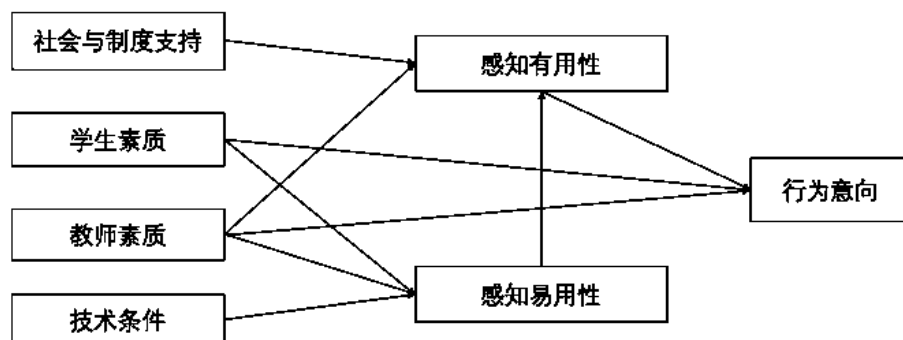 社会与制度支持
感知有用性
学生素质
行为意向
教师素质
感知易用性
技术条件